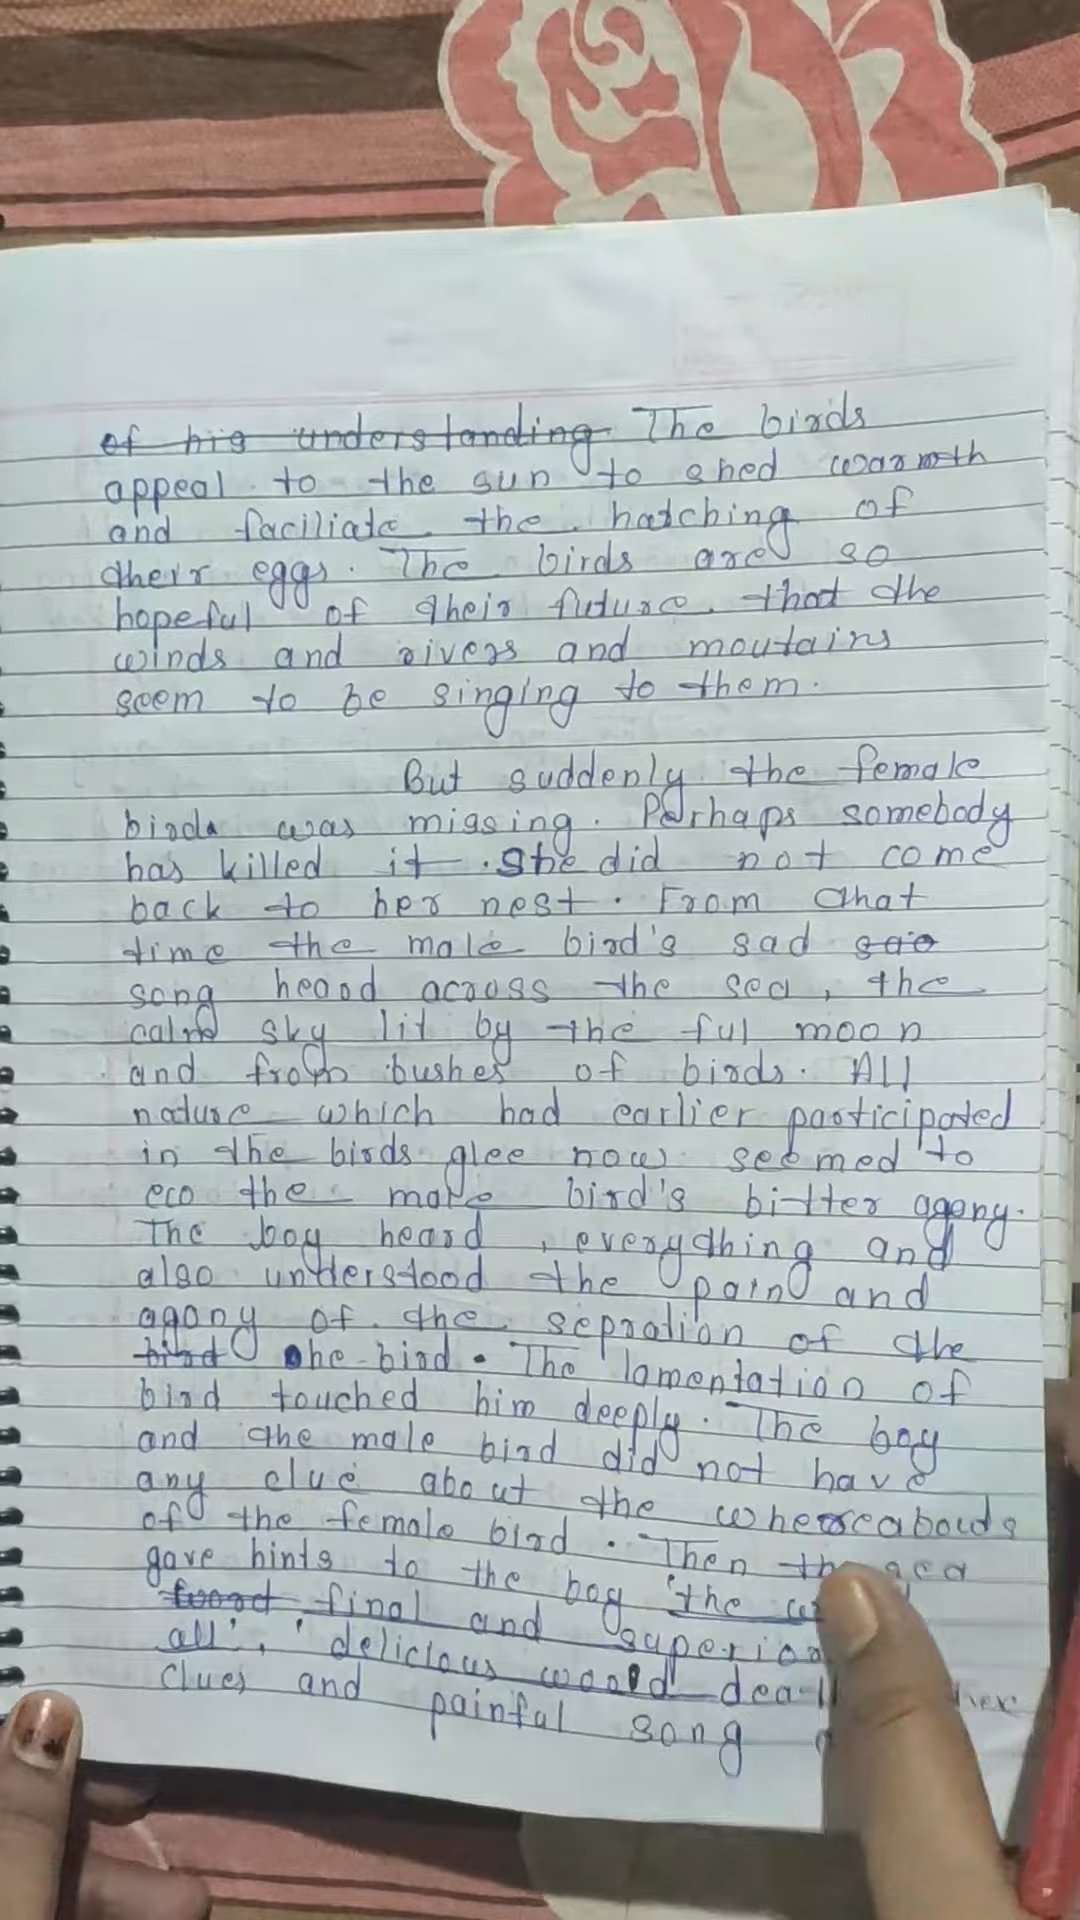 of his understanding The birds
appeal to the sun to shed warmth
and faciliate the hatching of
their eggs. The birds are so
hopeful of their future that the
winds and rivers and moutains
seem to be singing to them.
But suddenly the female
birds was missing. Perhaps somebody
has killed it. She did not come
back to her nest. From that
time the male bird's sad
song heard across the sea, the
calm sky lit by the ful moon
and from bushes of birds. All
nature which had earlier participated
in the birds glee now seemed to
eco the male bird's bitter agony.
The boy heard everything and
also understood the pain and
agony of the sepration of the
bird the bird. The lamentation of
bird touched him deeply. The boy
and the male bird did not have
any clue about the whereabouts
of the female bird. Then the sea
gave hints to the boy 'the
final and superior
all', 'delicious word death
clues and painful song